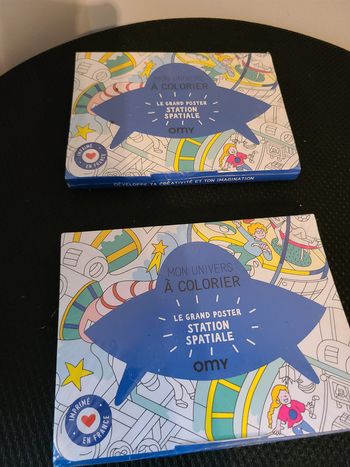 MON UNIVERS
À COLORIER
LE GRAND POSTER
STATION
SPATIALE
omy
IMPRIMÉ
EN FRANCE
DÉVELOPPE TA CRÉATIVITÉ ET TON IMAGINATION
MON UNIVERS
À COLORIER
LE GRAND POSTER
STATION
SPATIALE
omy
IMPRIMÉ
EN FRANCE